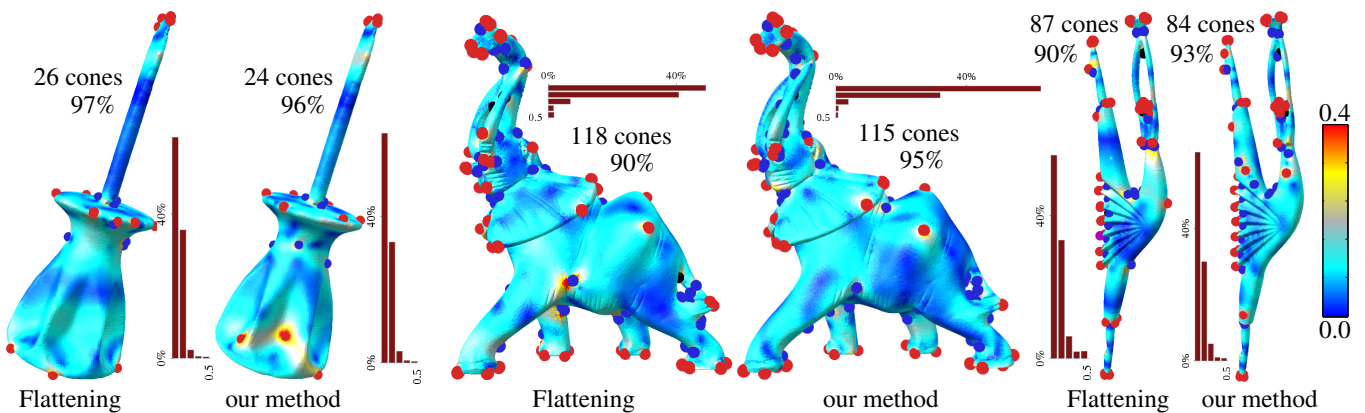 26 cones
97%
40%
0%
0.5
Flattening
24 cones
96%
40%
0%
0.5
our method
0%
40%
0.5
118 cones
90%
Flattening
0%
40%
0.5
115 cones
95%
our method
87 cones
90%
40%
0%
0.5
Flattening
84 cones
93%
40%
0%
0.5
our method
0.4
0.0